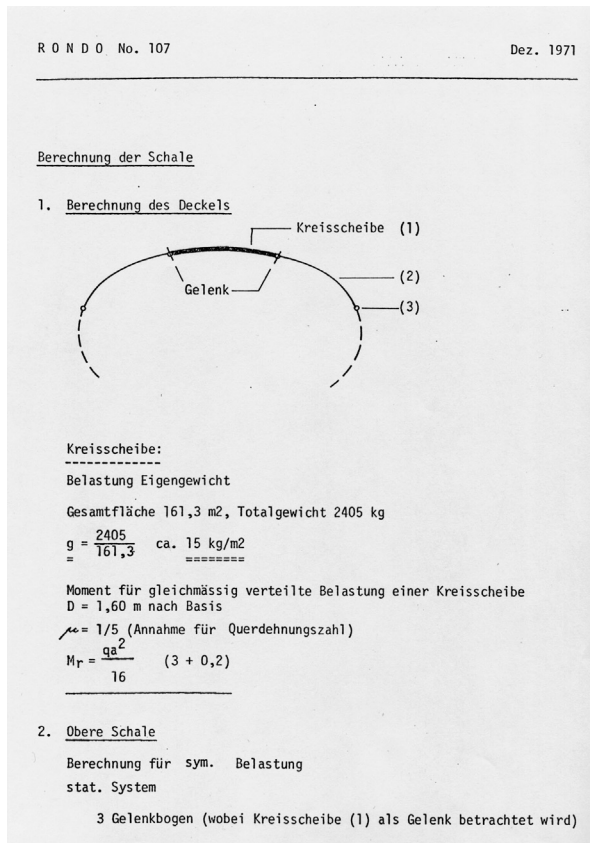 RONDO No. 107 Dez. 1971
Berechnung der Schale
1. Berechnung des Deckels
Kreisscheibe (1)
(2)
Gelenk
(3)
Kreisscheibe:
Belastung Eigengewicht
Gesamtfläche 161,3 m2, Totalgewicht 2405 kg
g = 2405 / 161,3 ca. 15 kg/m2
Moment für gleichmässig verteilte Belastung einer Kreisscheibe
D = 1,60 m nach Basis
μ = 1/5 (Annahme für Querdehnungszahl)
Mr = qa² / 16 (3 + 0,2)
2. Obere Schale
Berechnung für sym. Belastung
stat. System
3 Gelenkbogen (wobei Kreisscheibe (1) als Gelenk betrachtet wird)